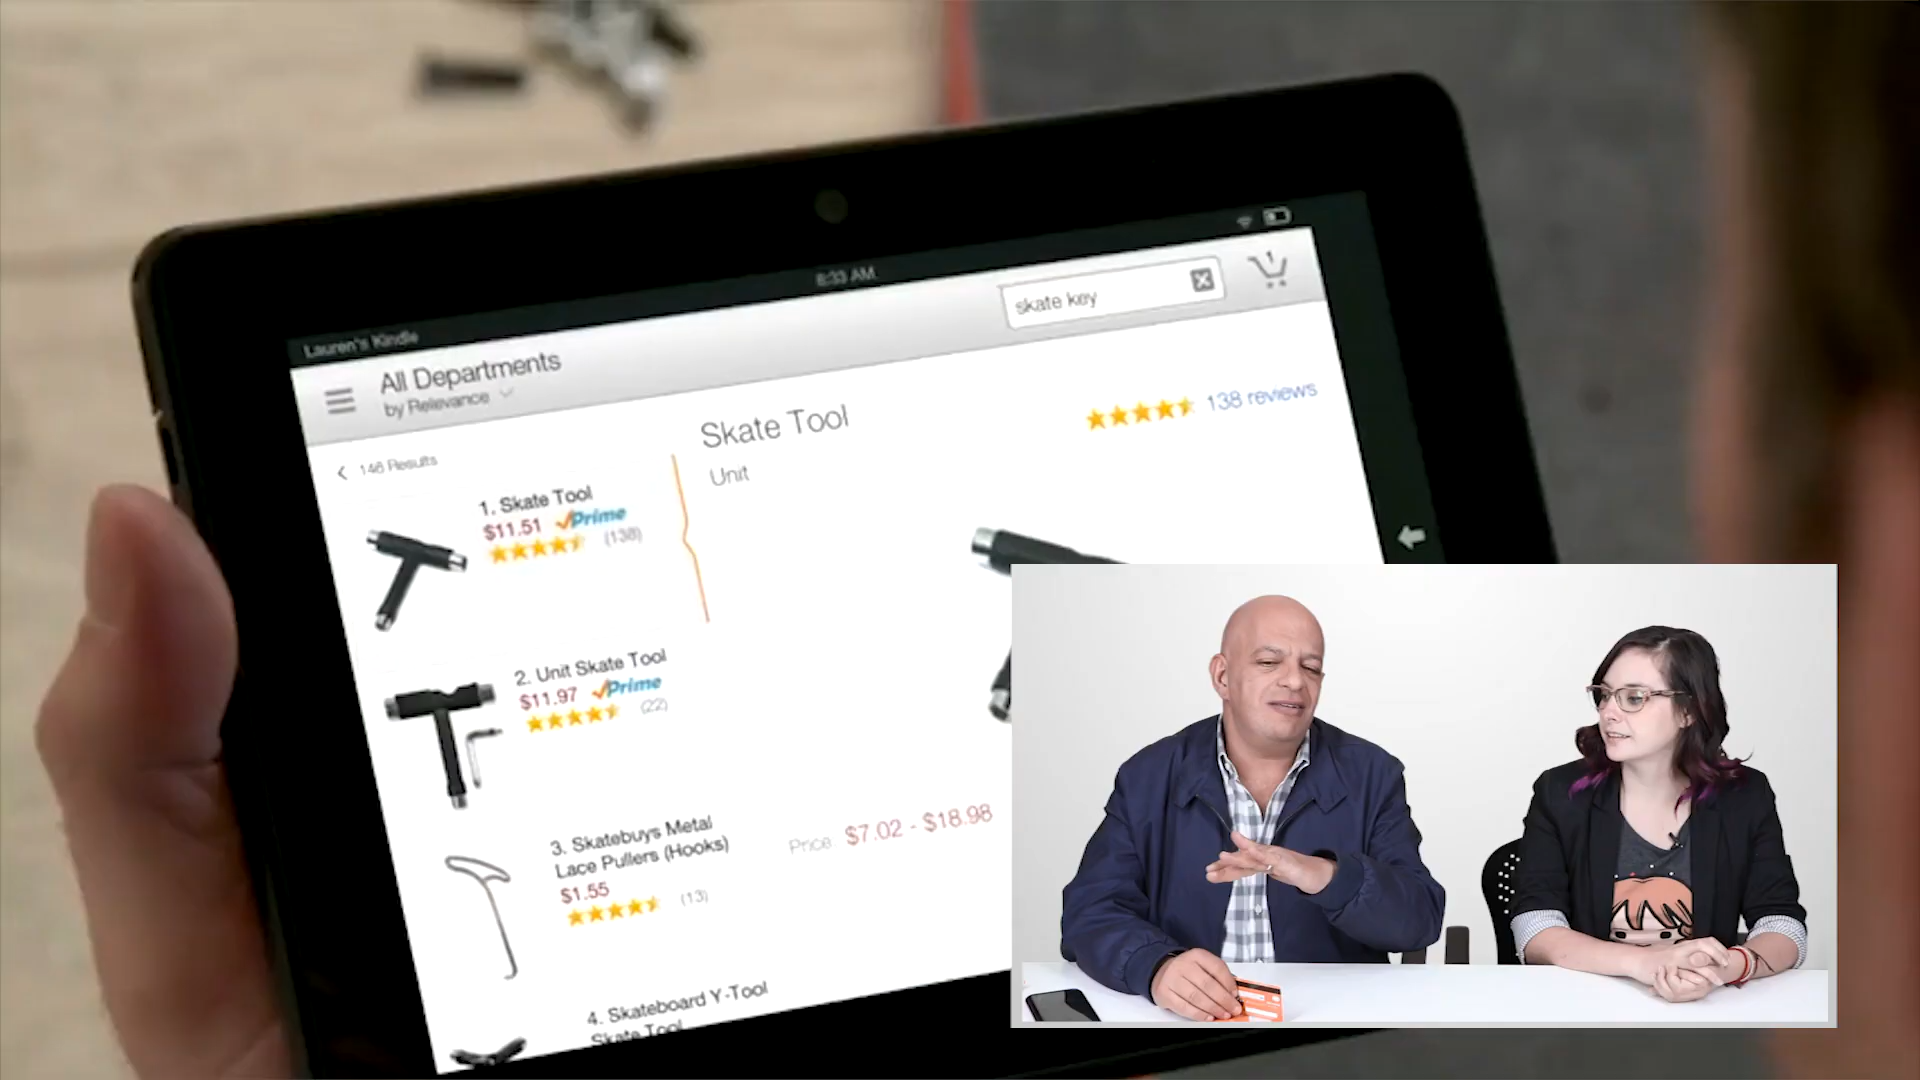 8:33 AM
Lauren's Kindle
All Departments
by Relevance
skate key
1
146 Results
1. Skate Tool
$11.51 Prime
(138)
2. Unit Skate Tool
$11.97 Prime
(22)
3. Skatebuys Metal
Lace Pullers (Hooks)
$1.55
(13)
4. Skateboard Y-Tool
Skate Tool
Skate Tool
138 reviews
Unit
Price: $7.02 - $18.98